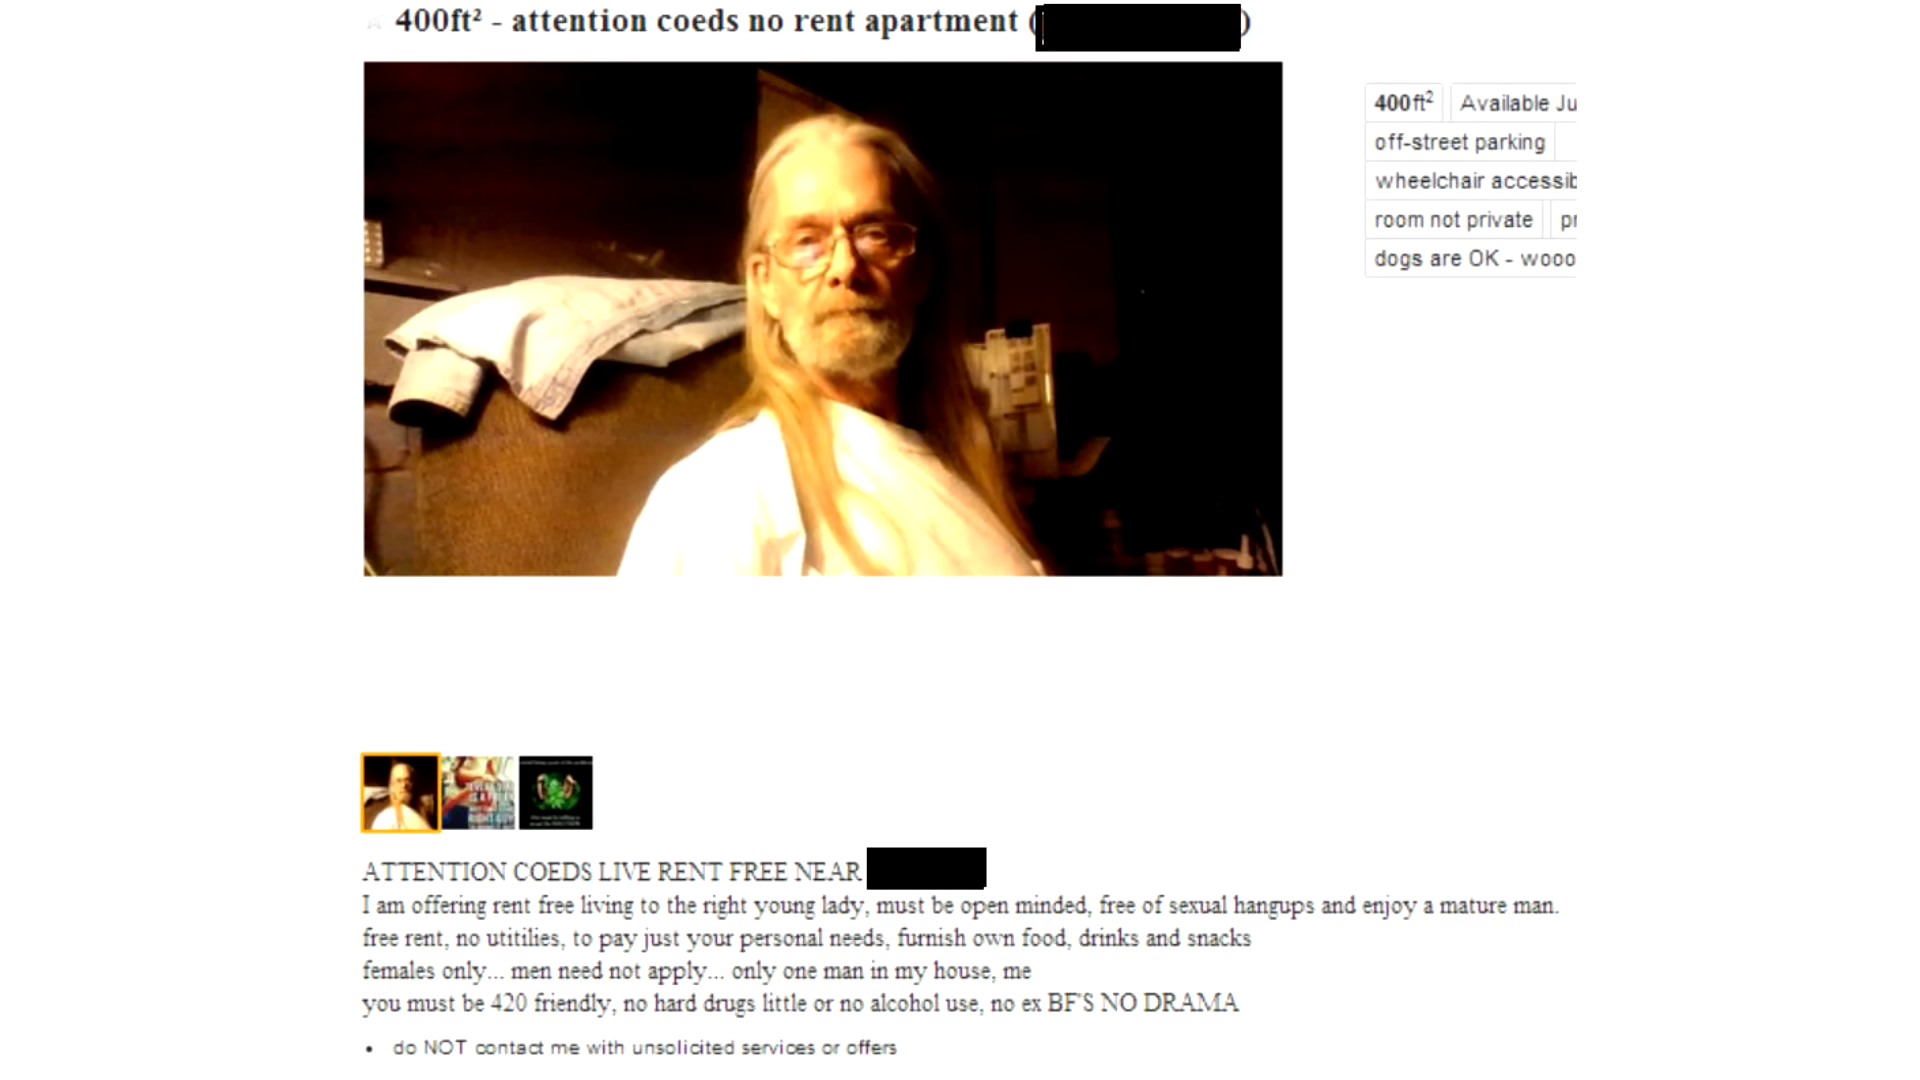 400ft² - attention coeds no rent apartment ( )
400ft² Available Ju
off-street parking
wheelchair accessib
room not private pr
dogs are OK - wooo
ATTENTION COEDS LIVE RENT FREE NEAR
I am offering rent free living to the right young lady, must be open minded, free of sexual hangups and enjoy a mature man.
free rent, no utitilies, to pay just your personal needs, furnish own food, drinks and snacks
females only... men need not apply... only one man in my house, me
you must be 420 friendly, no hard drugs little or no alcohol use, no ex BF'S NO DRAMA
• do NOT contact me with unsolicited services or offers